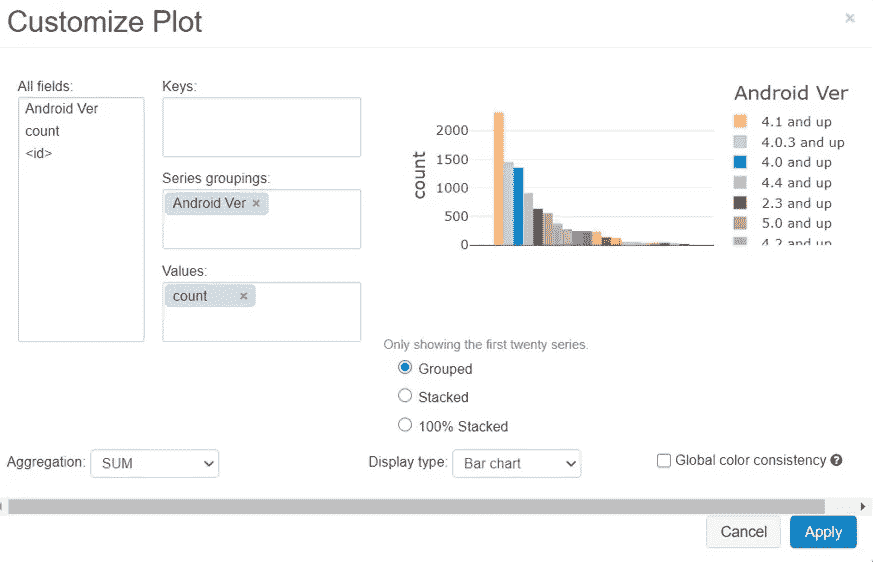 Customize Plot
×
All fields:
Android Ver
count
<id>
Keys:
Series groupings:
Android Ver ×
Values:
count ×
count
2000
1500
1000
500
0
Android Ver
4.1 and up
4.0.3 and up
4.0 and up
4.4 and up
2.3 and up
5.0 and up
4.2 and up
Only showing the first twenty series.
Grouped
Stacked
100% Stacked
Aggregation: SUM
Display type: Bar chart
Global color consistency ?
Cancel
Apply